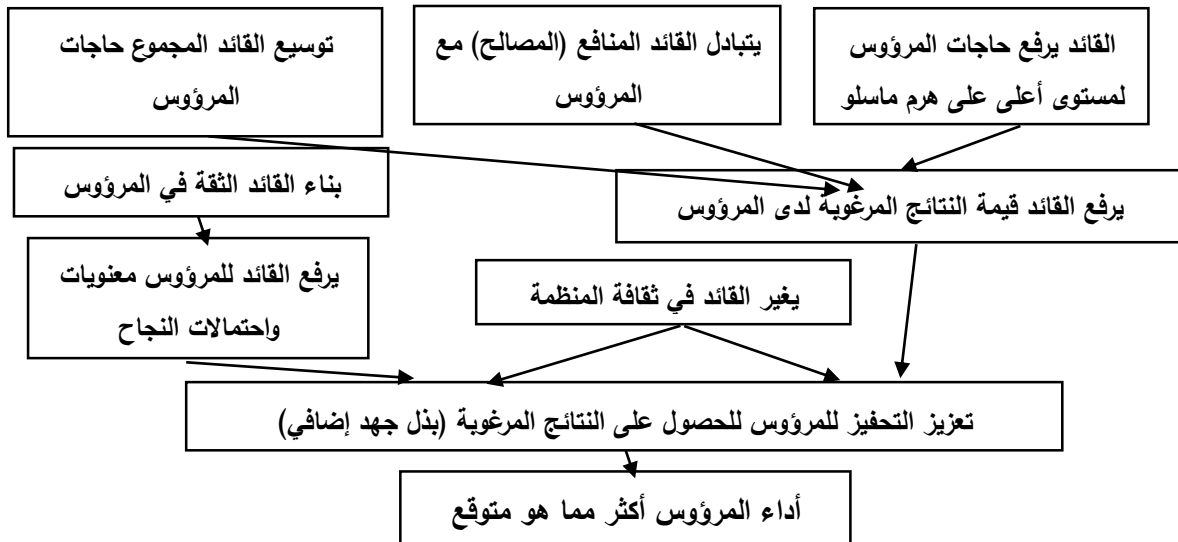 القائد يرفع حاجات المرؤوس
لمستوى أعلى على هرم ماسلو
يتبادل القائد المنافع (المصالح) مع
المرؤوس
توسيع القائد المجموع حاجات
المرؤوس
بناء القائد الثقة في المرؤوس
يرفع القائد قيمة النتائج المرغوبة لدى المرؤوس
يرفع القائد للمرؤوس معنويات
واحتمالات النجاح
يغير القائد في ثقافة المنظمة
تعزيز التحفيز للمرؤوس للحصول على النتائج المرغوبة (بذل جهد إضافي)
أداء المرؤوس أكثر مما هو متوقع